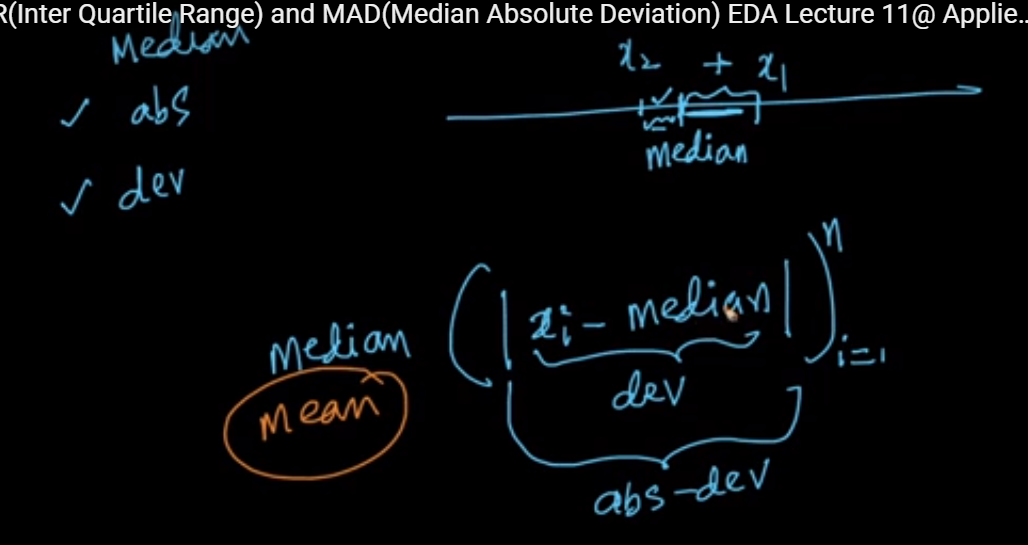 R(Inter Quartile Range) and MAD(Median Absolute Deviation) EDA Lecture 11@ Applie...
Median
x₂ + x₁
✓ abs
median
✓ dev
median (|xᵢ - median|)ⁿᵢ₌₁
mean
dev
abs-dev